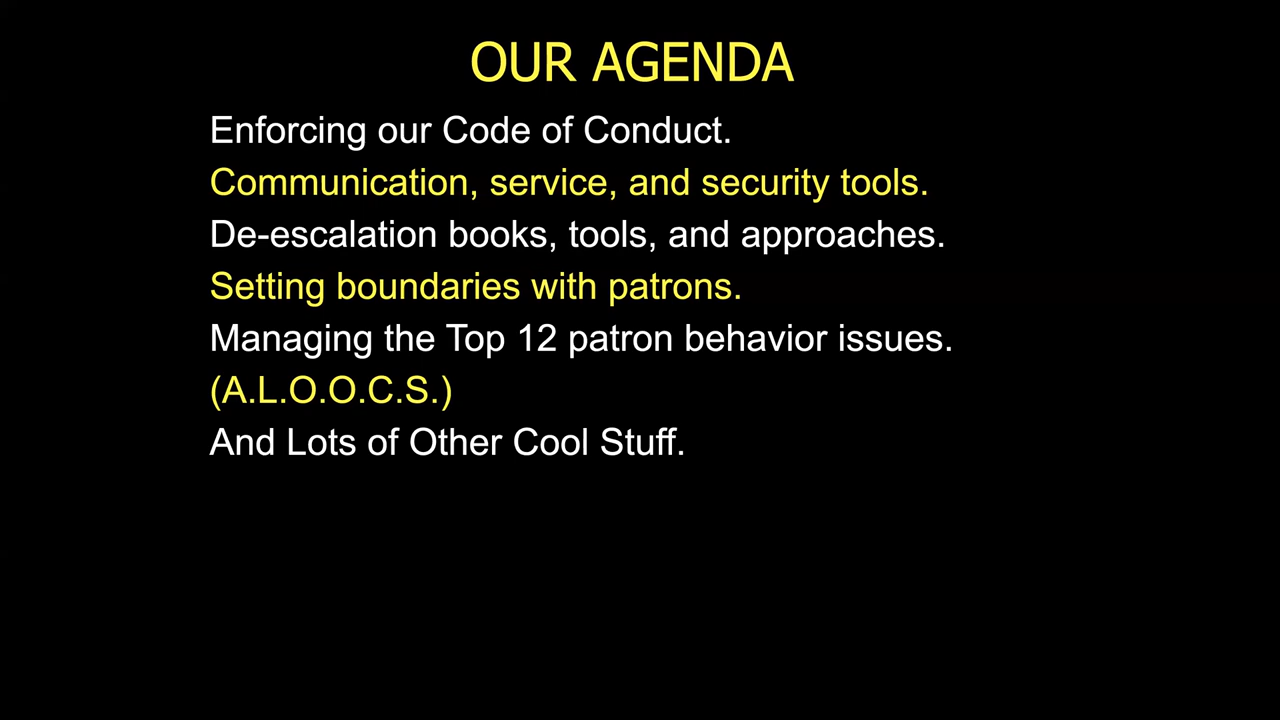 OUR AGENDA
Enforcing our Code of Conduct.
Communication, service, and security tools.
De-escalation books, tools, and approaches.
Setting boundaries with patrons.
Managing the Top 12 patron behavior issues.
(A.L.O.O.C.S.)
And Lots of Other Cool Stuff.